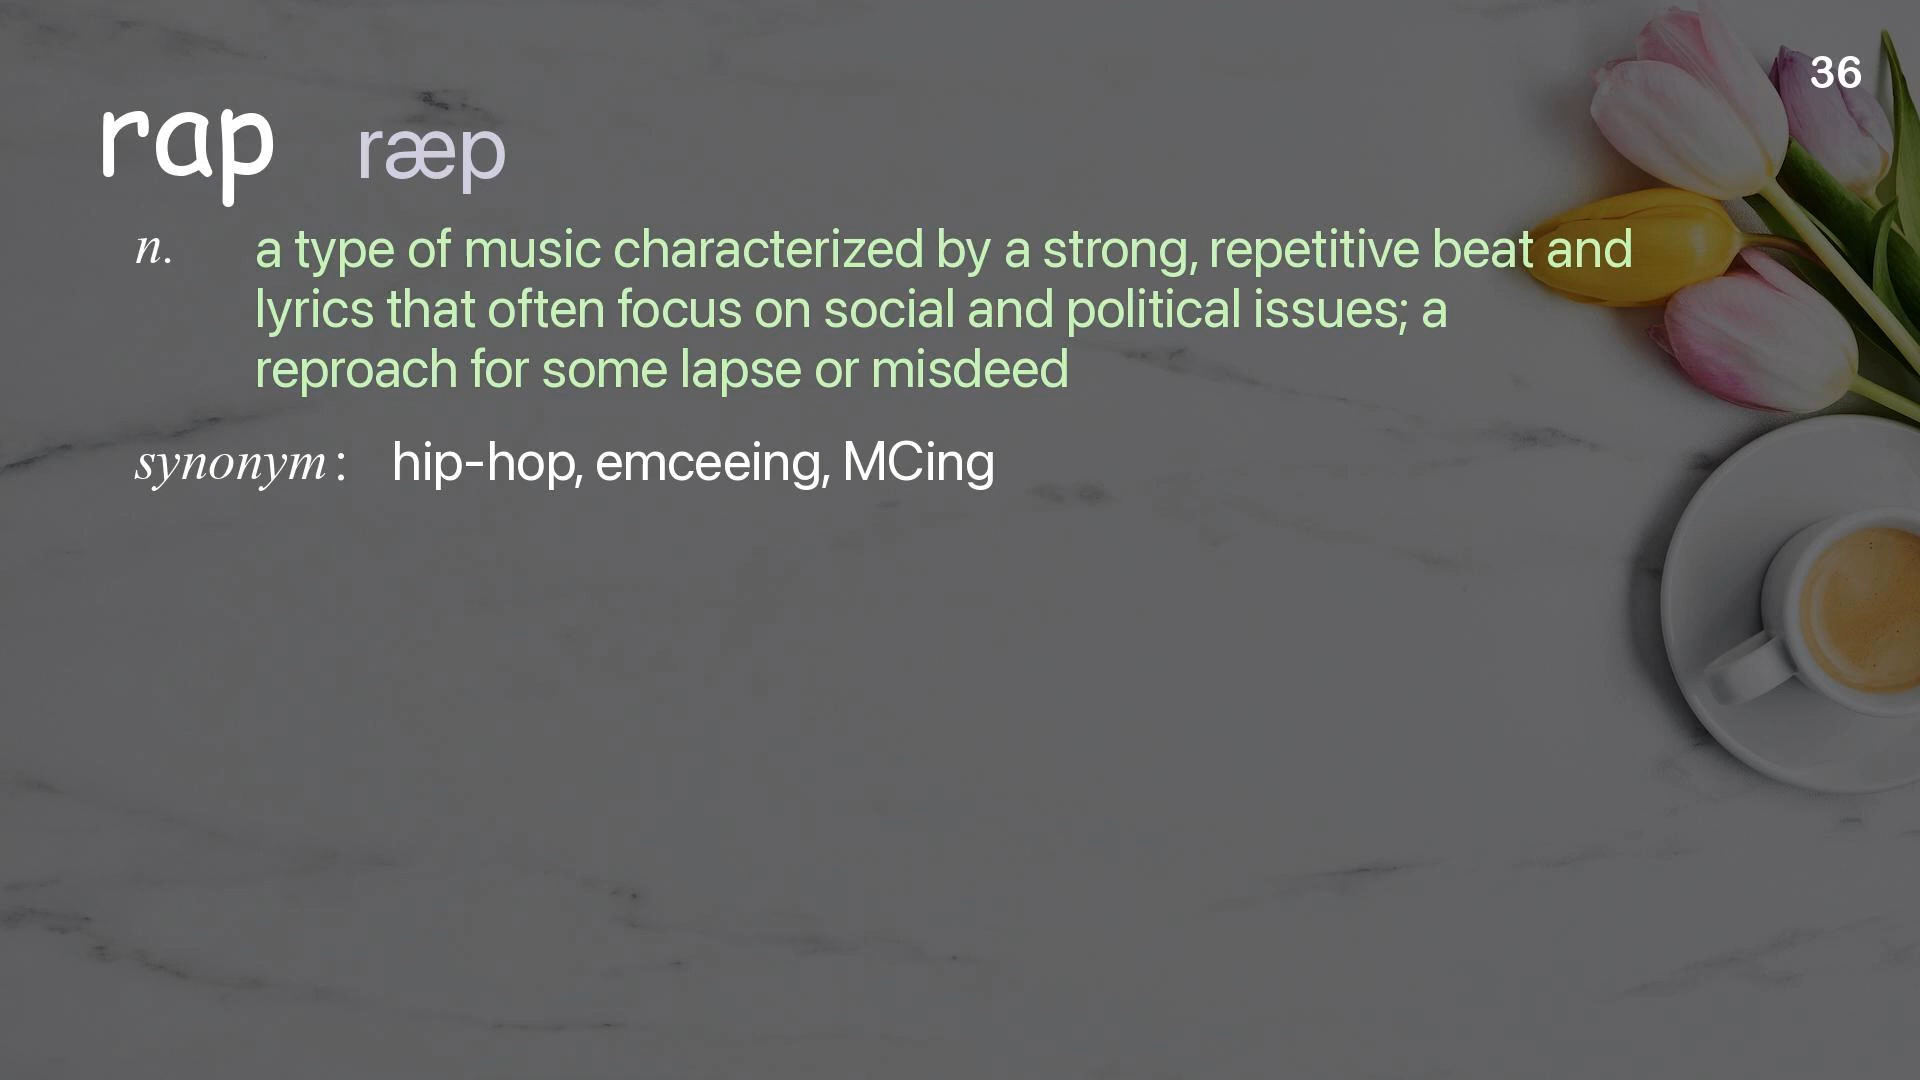 36
rap ræp
n. a type of music characterized by a strong, repetitive beat and
lyrics that often focus on social and political issues; a
reproach for some lapse or misdeed
synonym : hip-hop, emceeing, MCing